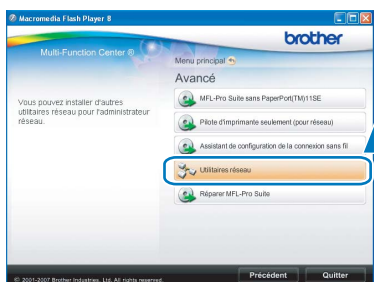 Macromedia Flash Player 8
brother
Multi-Function Center ®
Menu principal
Avancé
Vous pouvez installer d'autres
utilitaires réseau pour l'administrateur
réseau.
MFL-Pro Suite sans PaperPort(TM)11SE
Pilote d'imprimante seulement (pour réseau)
Assistant de configuration de la connexion sans fil
Utilitaires réseau
Réparer MFL-Pro Suite
© 2001-2007 Brother Industries, Ltd. All rights reserved.
Précédent
Quitter